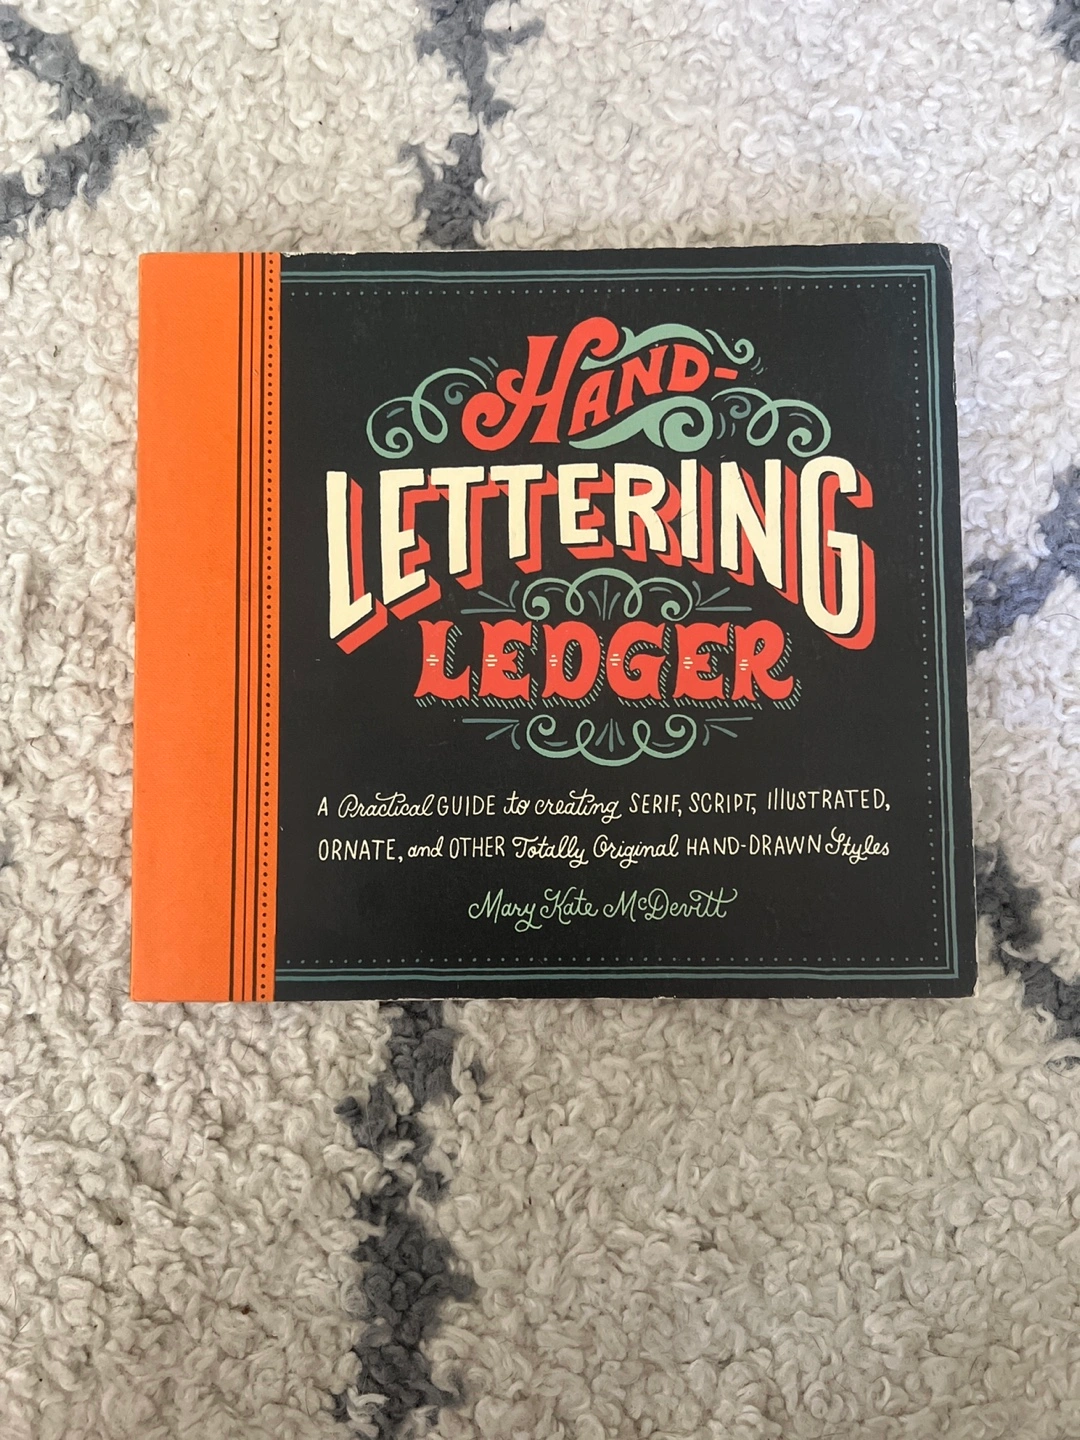 HAND-
LETTERING
LEDGER
A Practical GUIDE to creating SERIF, SCRIPT, IllUSTRATED,
ORNATE, and OTHER Totally Original HAND-DRAWN Styles
Mary Kate McDevitt